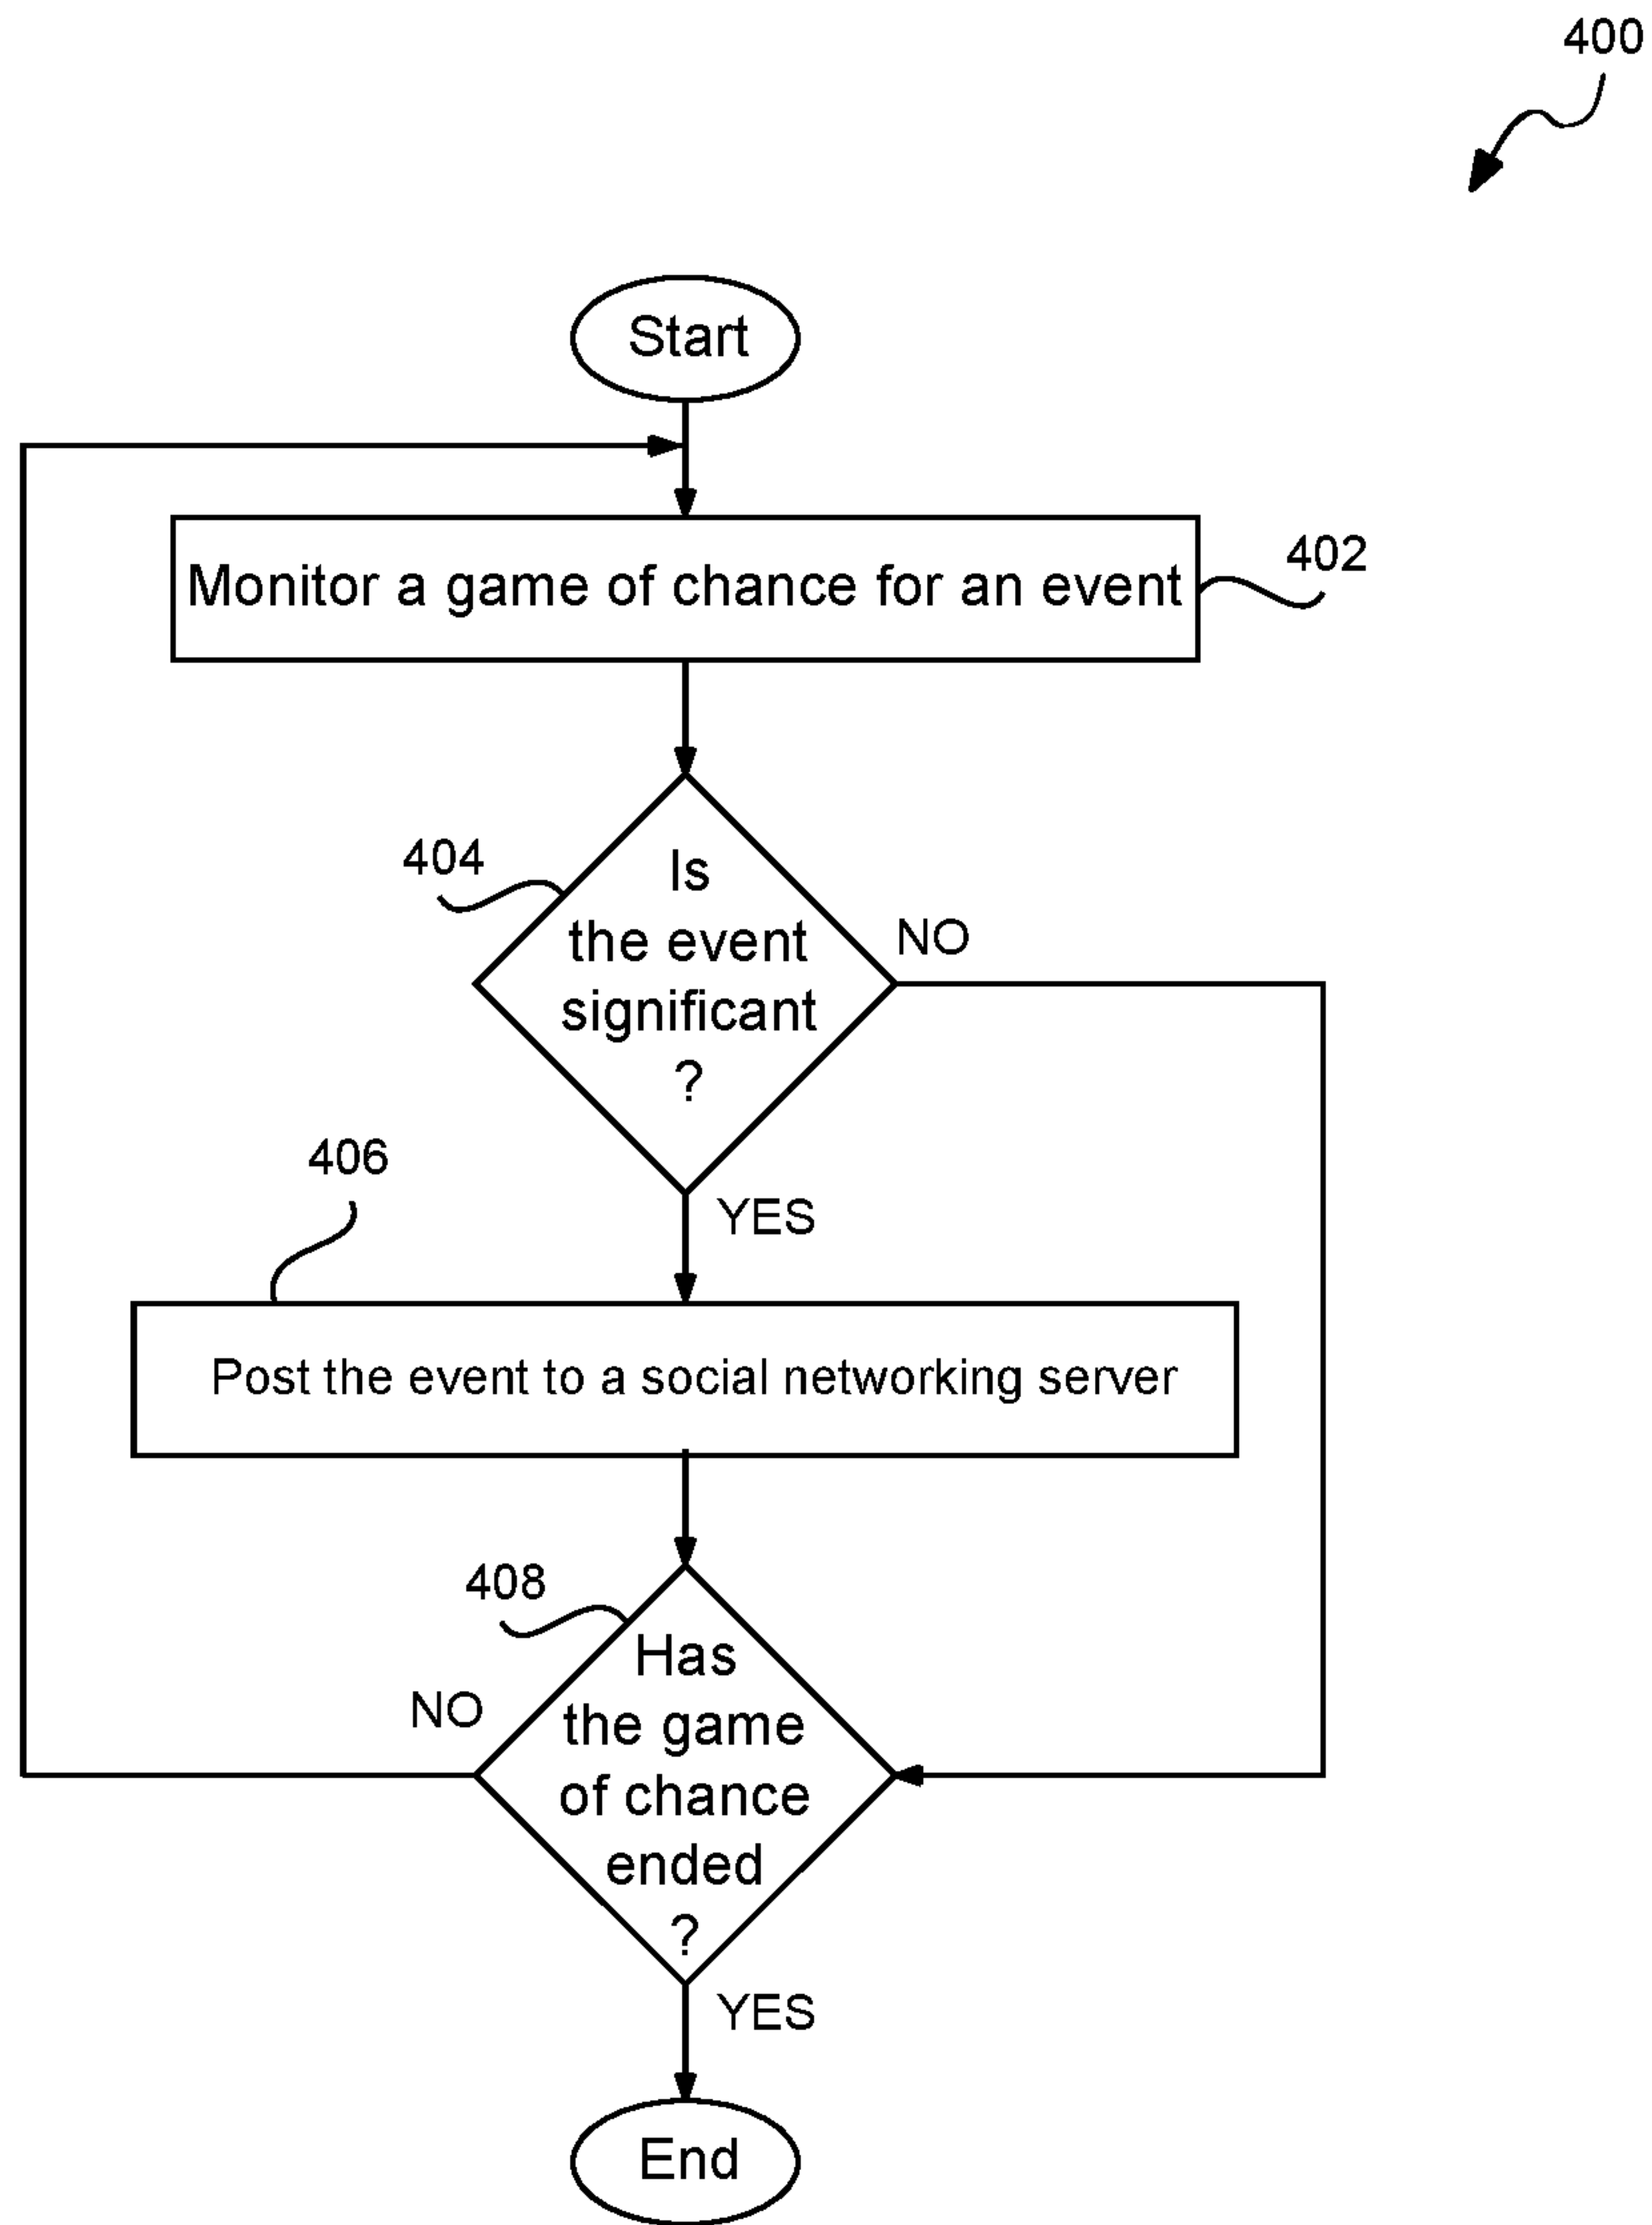 400
Start
Monitor a game of chance for an event
402
404
Is
the event
significant
?
NO
YES
406
Post the event to a social networking server
408
Has
the game
of chance
ended
?
NO
YES
End